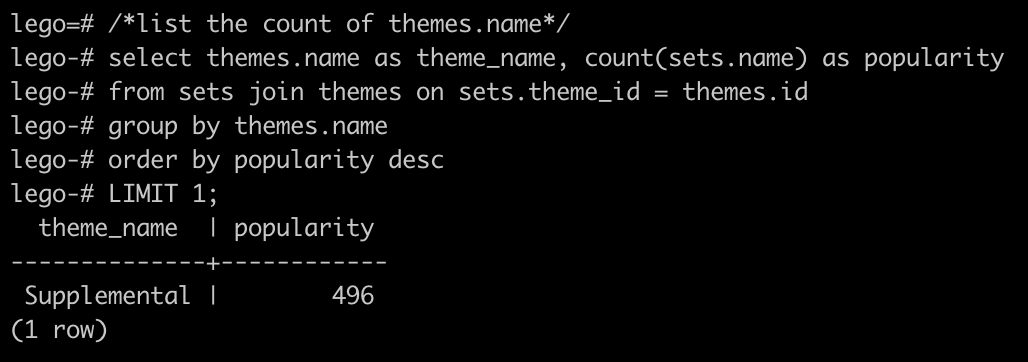 lego=# /*list the count of themes.name*/
lego-# select themes.name as theme_name, count(sets.name) as popularity
lego-# from sets join themes on sets.theme_id = themes.id
lego-# group by themes.name
lego-# order by popularity desc
lego-# LIMIT 1;
  theme_name  | popularity
--------------+------------
 Supplemental |        496
(1 row)